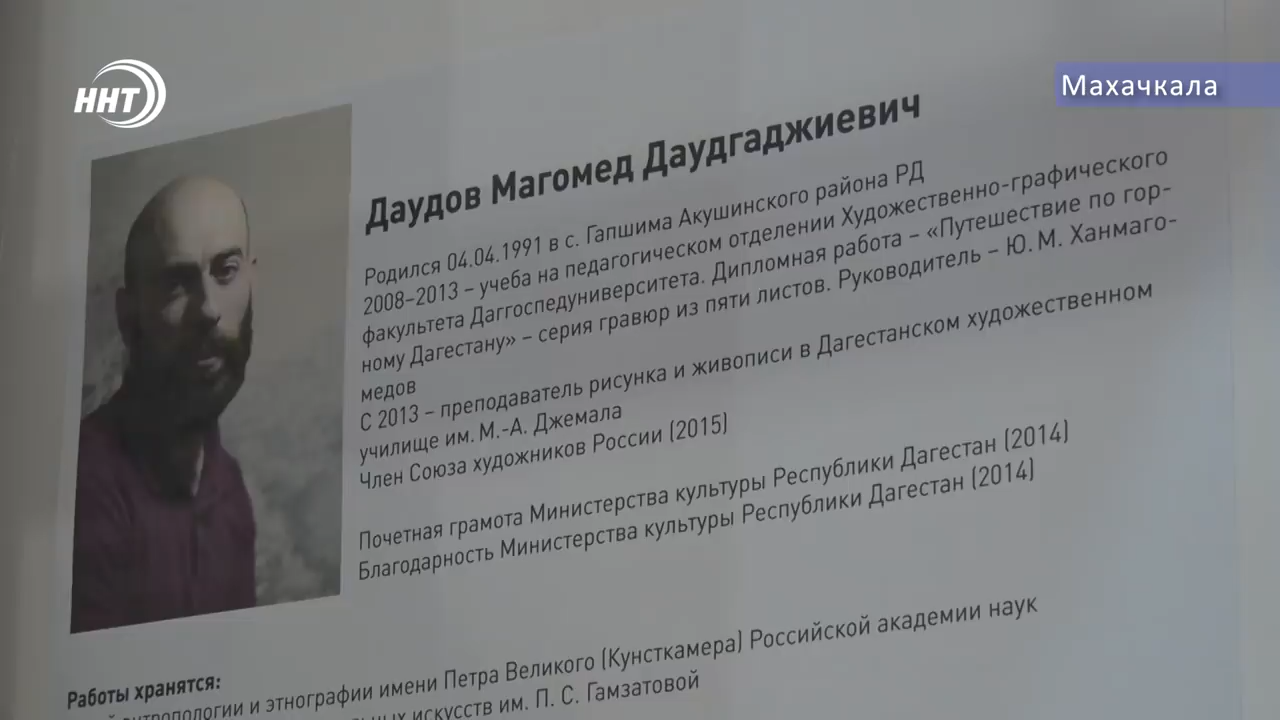 ННТ
Махачкала
Даудов Магомед Даудгаджиевич
Родился 04.04.1991 в с. Гапшима Акушинского района РД
2008–2013 – учеба на педагогическом отделении Художественно-графического
факультета Даггоспедуниверситета. Дипломная работа – «Путешествие по гор-
ному Дагестану» – серия гравюр из пяти листов. Руководитель – Ю. М. Ханмаго-
медов
С 2013 – преподаватель рисунка и живописи в Дагестанском художественном
училище им. М.-А. Джемала
Член Союза художников России (2015)
Почетная грамота Министерства культуры Республики Дагестан (2014)
Благодарность Министерства культуры Республики Дагестан (2014)
Работы хранятся:
антропологии и этнографии имени Петра Великого (Кунсткамера) Российской академии наук
искусств им. П. С. Гамзатовой